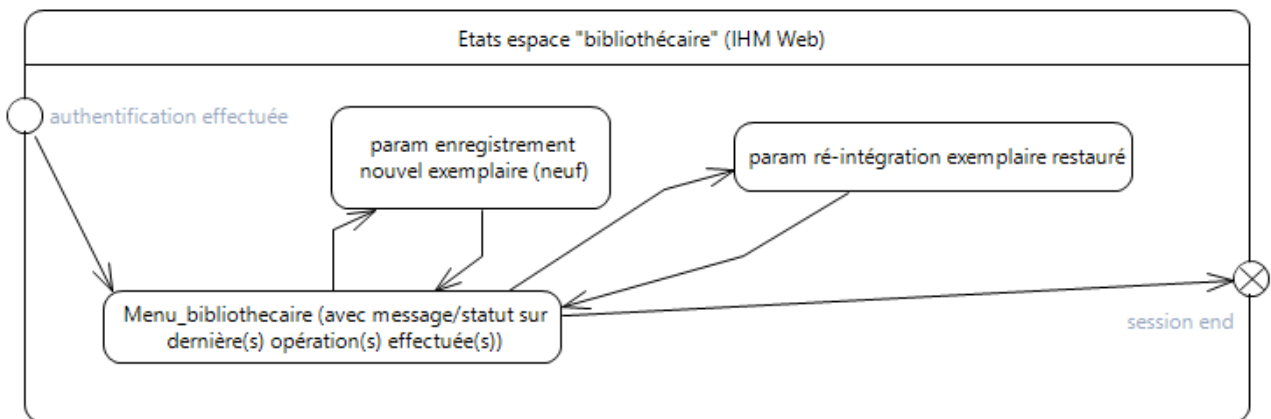 Etats espace "bibliothécaire" (IHM Web)
authentification effectuée
param enregistrement
nouvel exemplaire (neuf)
param ré-intégration exemplaire restauré
Menu_bibliothecaire (avec message/statut sur
dernière(s) opération(s) effectuée(s))
session end